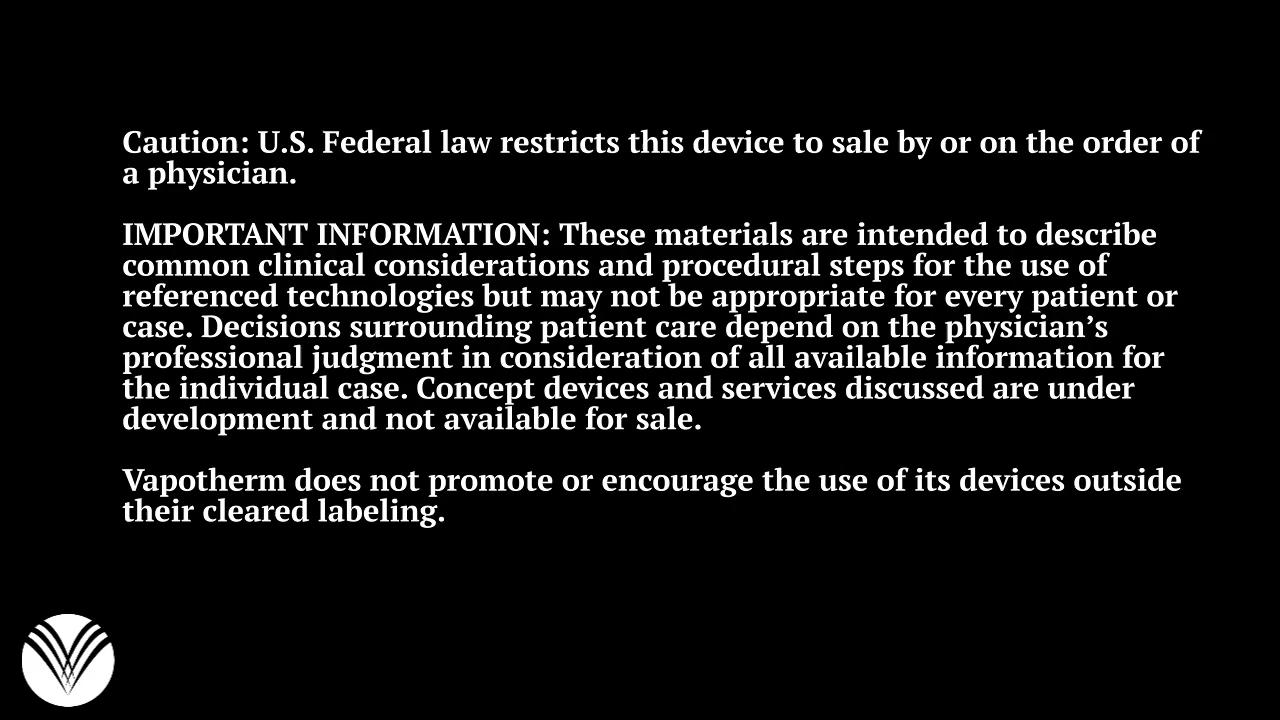 Caution: U.S. Federal law restricts this device to sale by or on the order of
a physician.
IMPORTANT INFORMATION: These materials are intended to describe
common clinical considerations and procedural steps for the use of
referenced technologies but may not be appropriate for every patient or
case. Decisions surrounding patient care depend on the physician’s
professional judgment in consideration of all available information for
the individual case. Concept devices and services discussed are under
development and not available for sale.
Vapotherm does not promote or encourage the use of its devices outside
their cleared labeling.